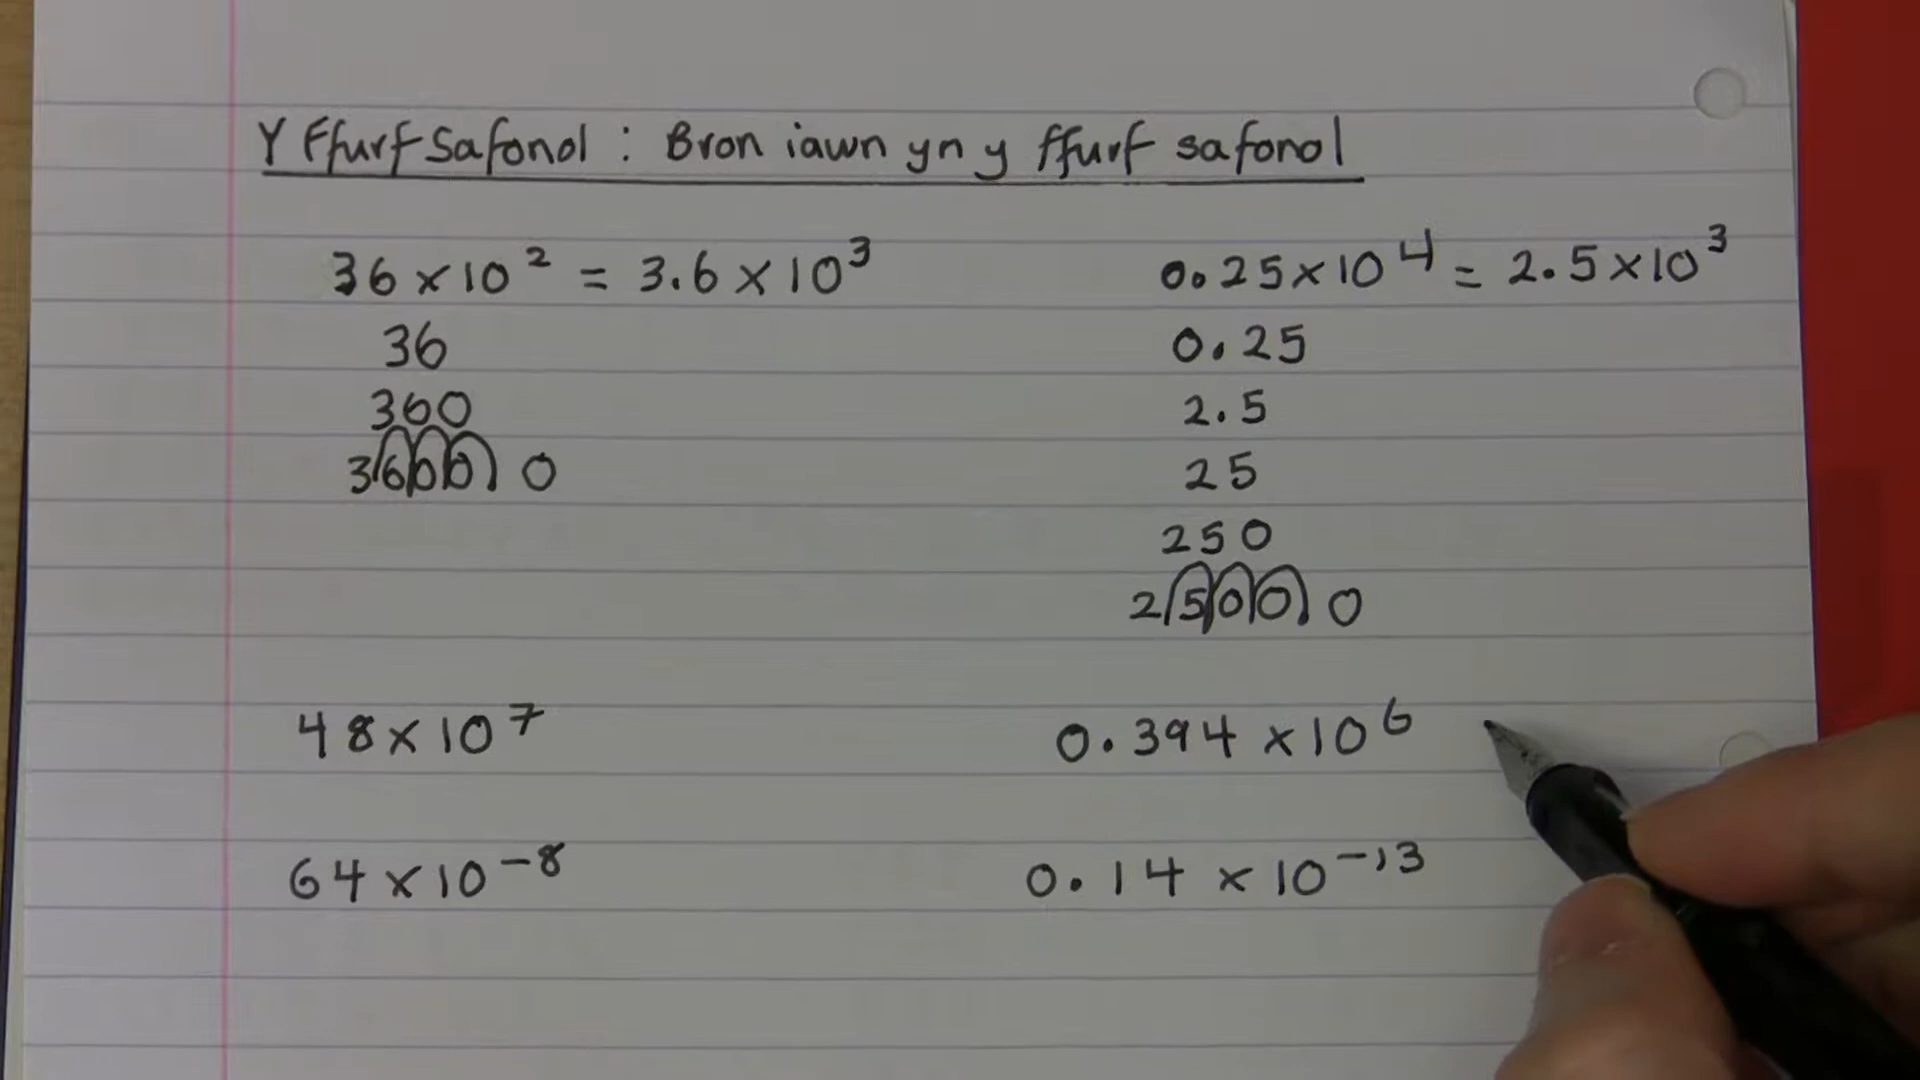 Y Ffurf Safonol : Bron iawn yn y ffurf safonol
36 × 10² = 3.6 × 10³
36
360
3600.0
0.25 × 10⁴ = 2.5 × 10³
0.25
2.5
25
250
2500.0
48 × 10⁷
0.394 × 10⁶
64 × 10⁻⁸
0.14 × 10⁻¹³